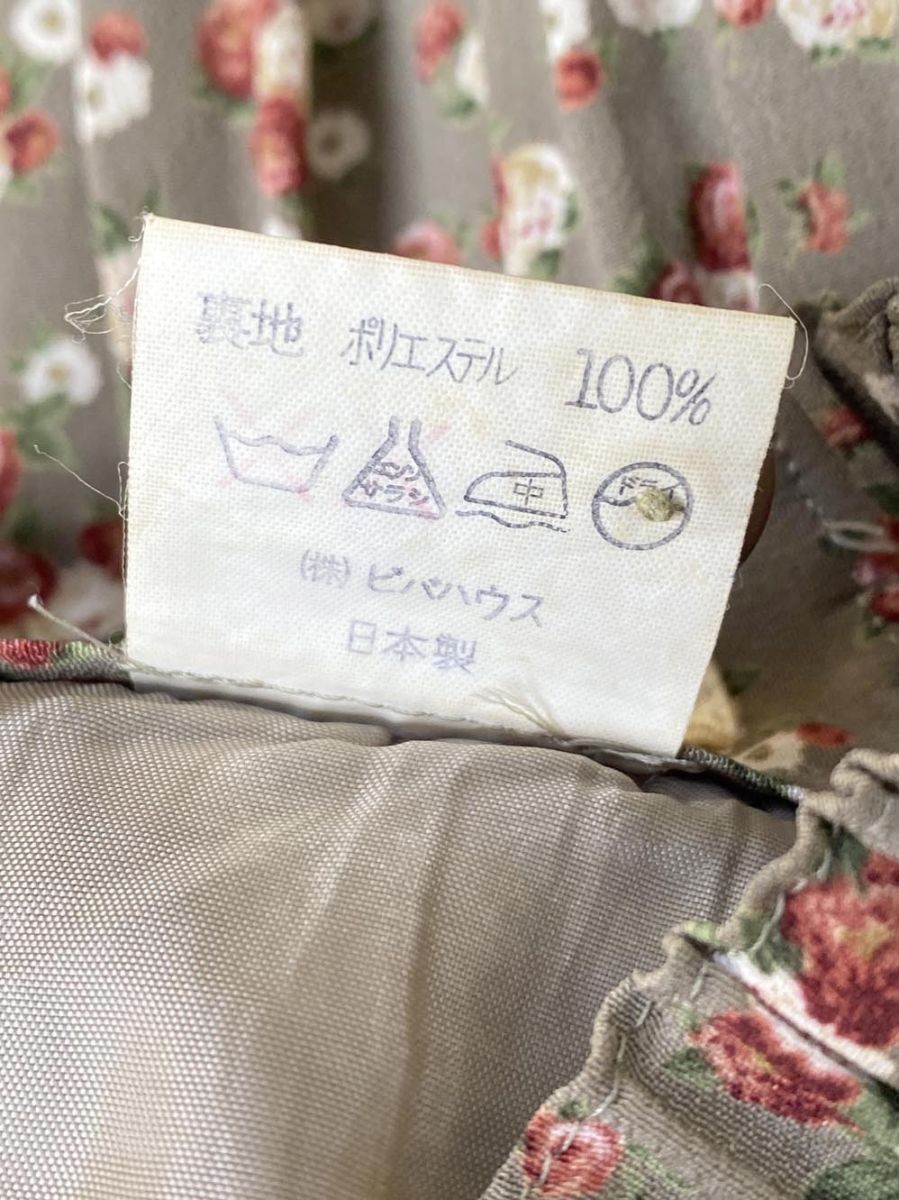 裏地 ポリエステル 100%
エンソ
サラシ
中
ドライ
(株) ビバハウス
日本製